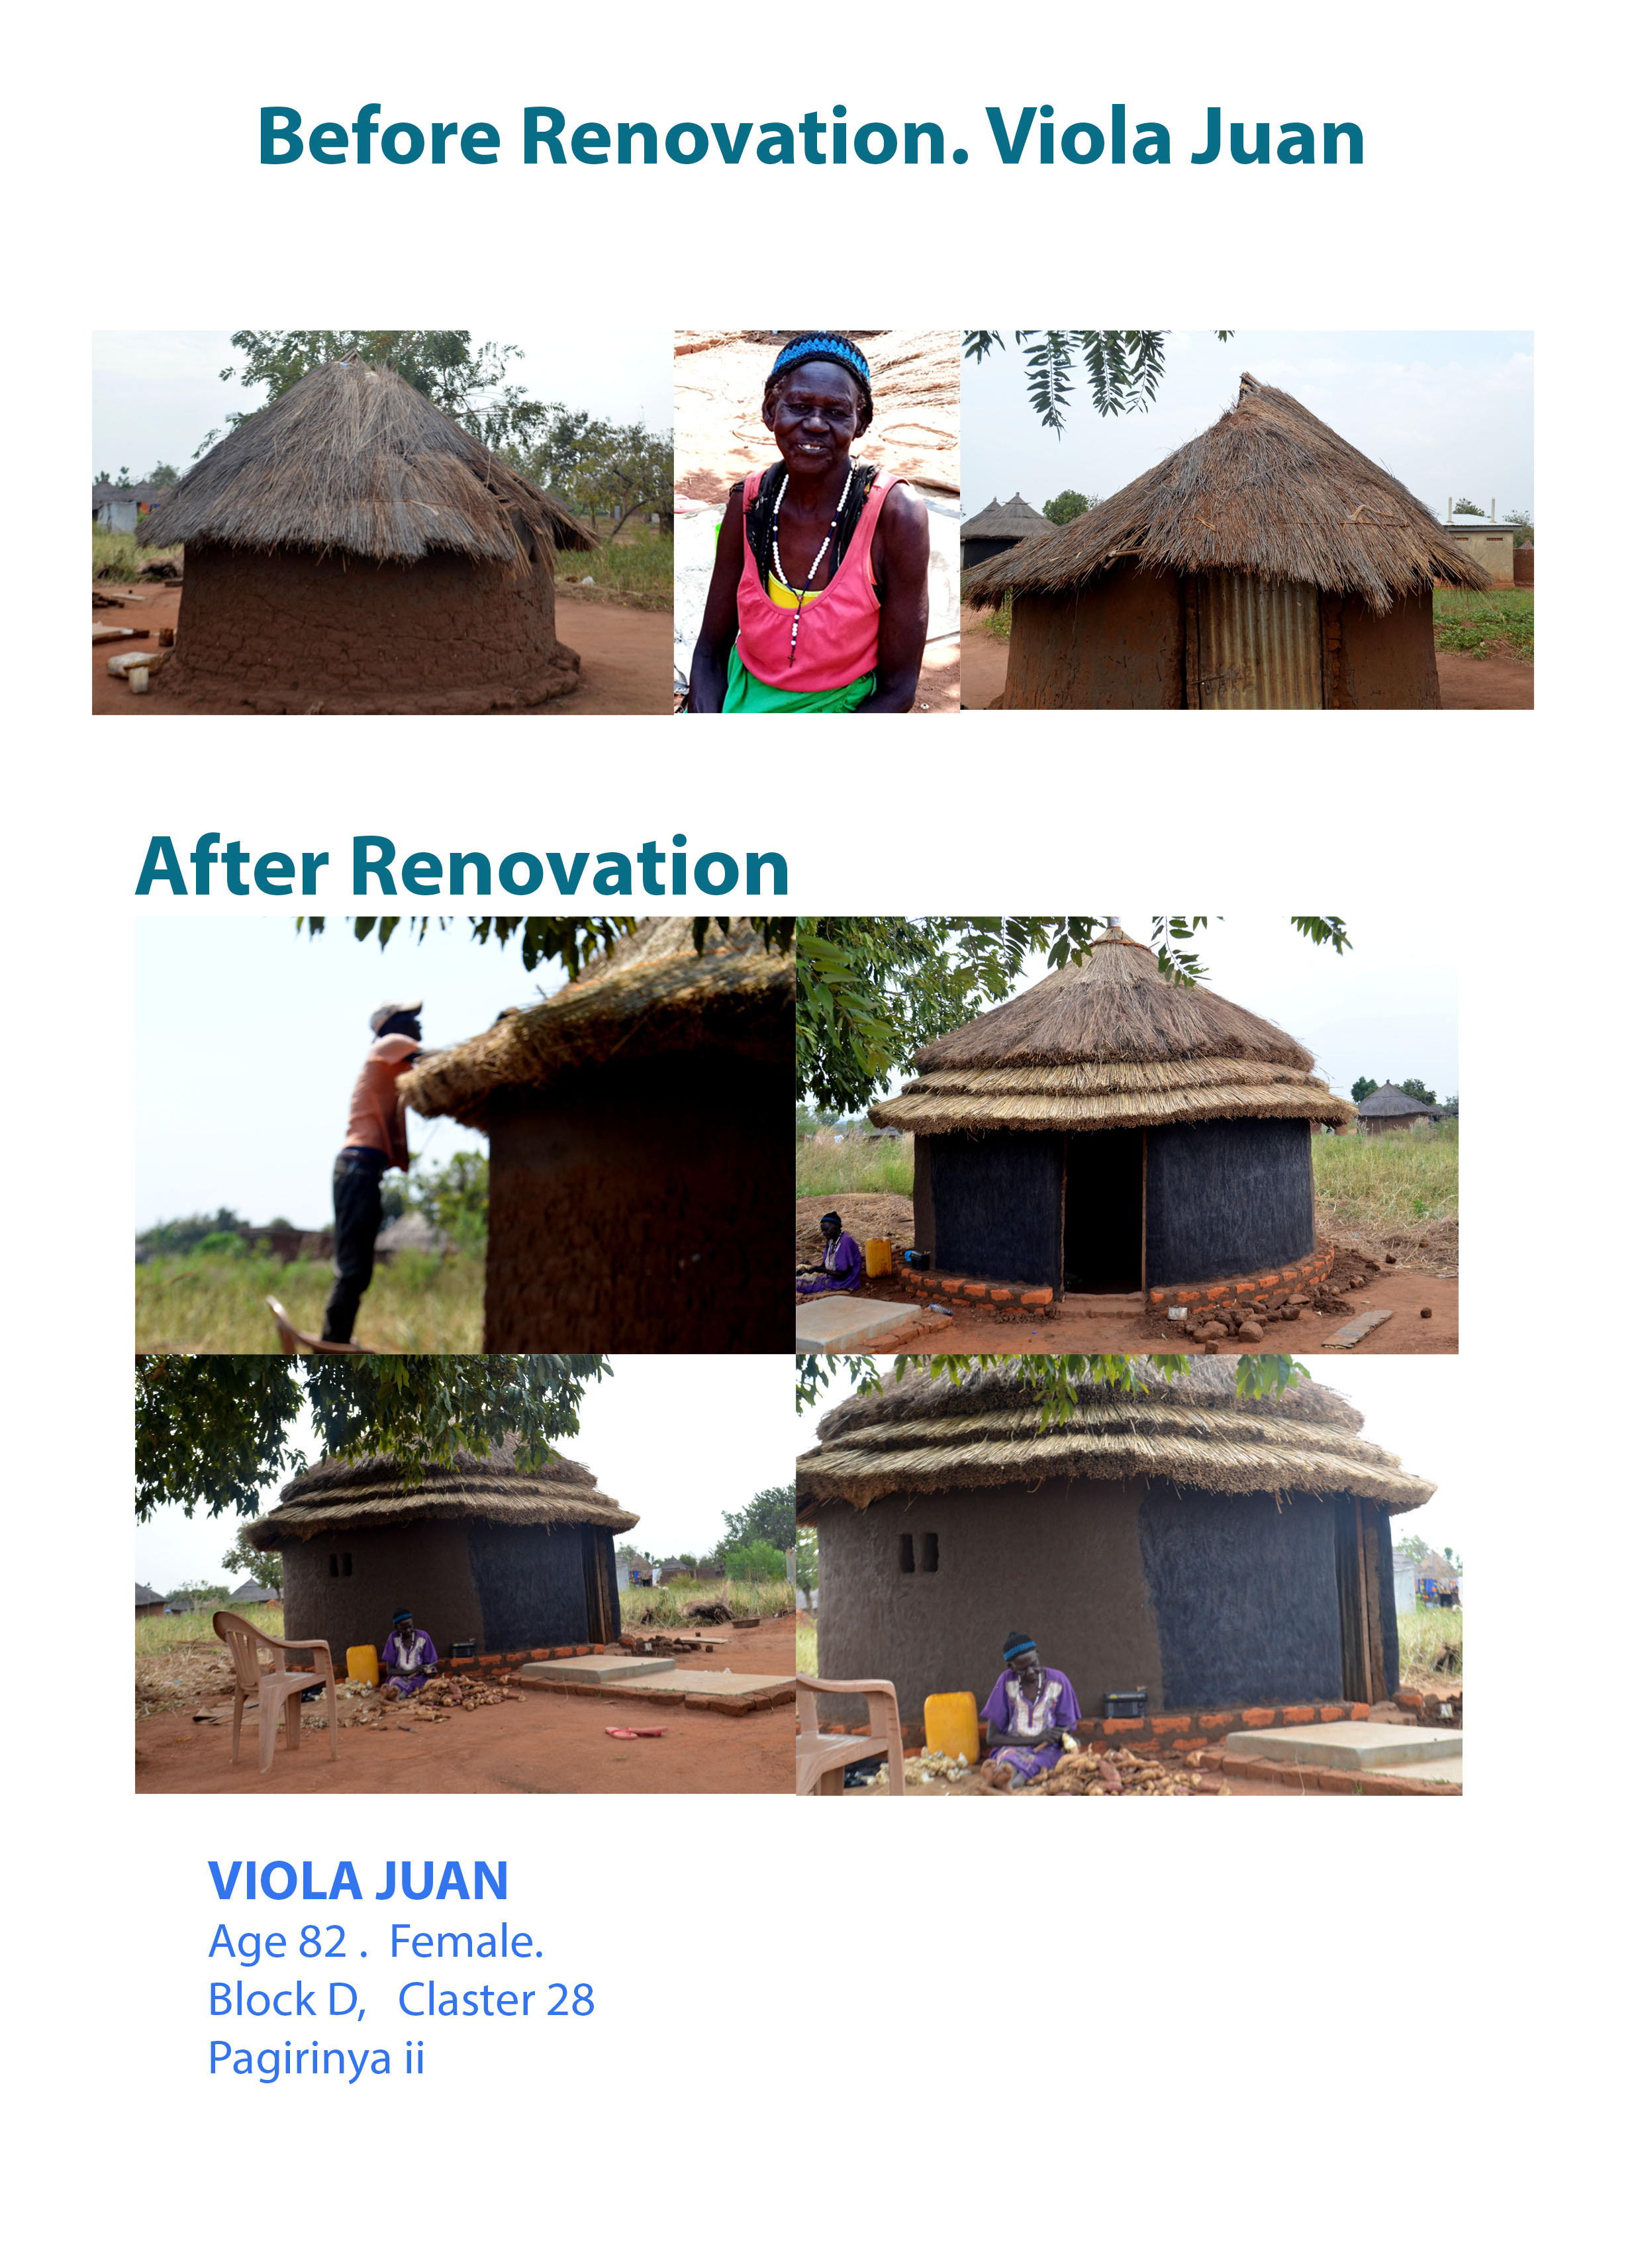 Before Renovation. Viola Juan
After Renovation
VIOLA JUAN
Age 82 .  Female.
Block D,   Claster 28
Pagirinya ii